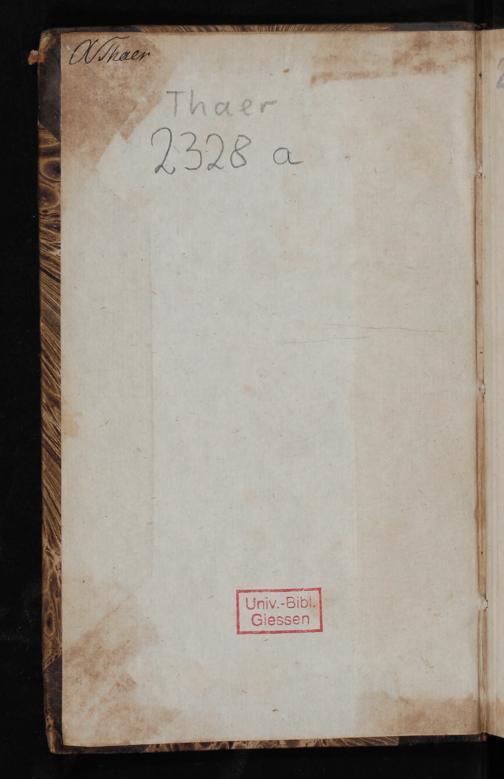 A Thaer
Thaer
2328 a
Univ.-Bibl.
Giessen